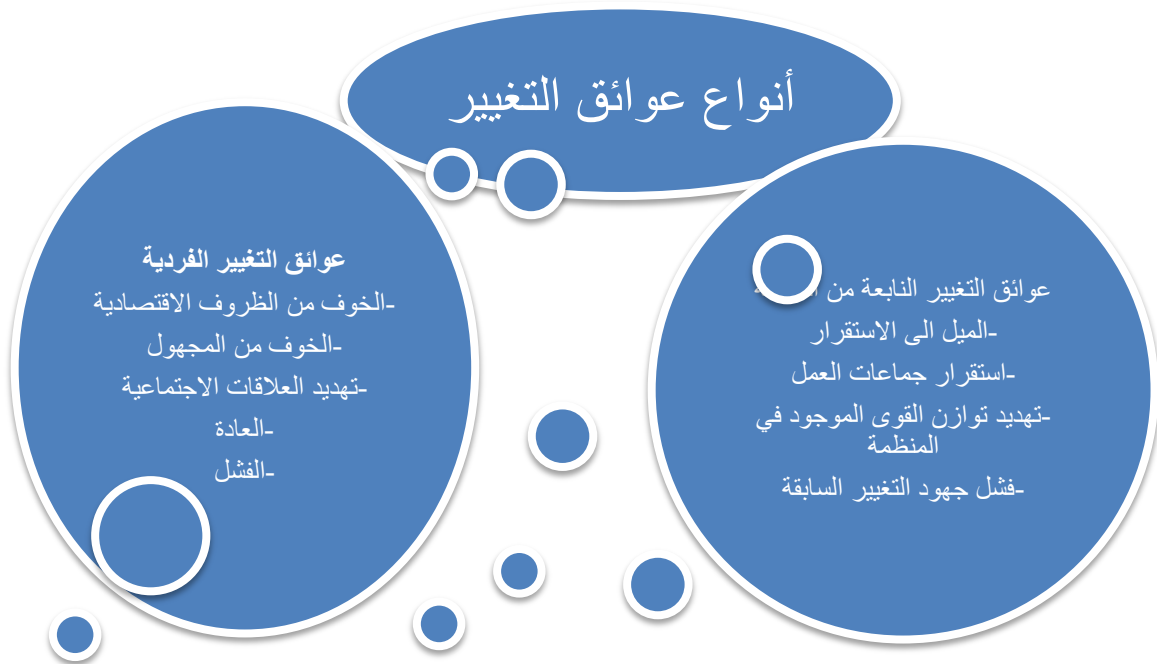 أنواع عوائق التغيير
عوائق التغيير النابعة من
-الميل الى الاستقرار
-استقرار جماعات العمل
-تهديد توازن القوى الموجود في
المنظمة
-فشل جهود التغيير السابقة
عوائق التغيير الفردية
-الخوف من الظروف الاقتصادية
-الخوف من المجهول
-تهديد العلاقات الاجتماعية
-العادة
-الفشل